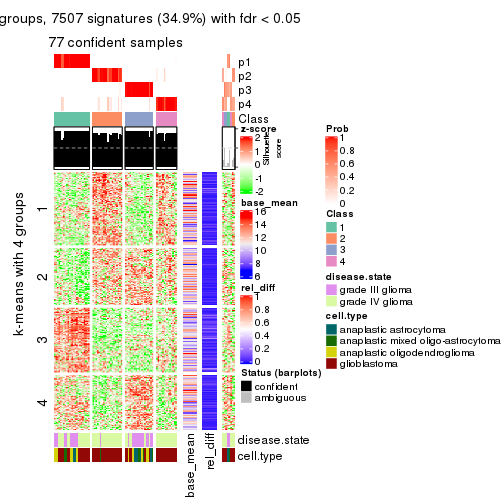 groups, 7507 signatures (34.9%) with fdr < 0.05
77 confident samples
p1
p2
p3
p4
Class
z-score
2
1
0
-1
-2
Silhouette
score
base_mean
16
14
12
10
8
6
rel_diff
1
0.8
0.6
0.4
0.2
0
Status (barplots)
confident
ambiguous
Prob
1
0.8
0.6
0.4
0.2
0
Class
1
2
3
4
disease.state
grade III glioma
grade IV glioma
cell.type
anaplastic astrocytoma
anaplastic mixed oligo-astrocytoma
anaplastic oligodendroglioma
glioblastoma
k-means with 4 groups
1
2
3
4
base_mean
rel_diff
disease.state
cell.type